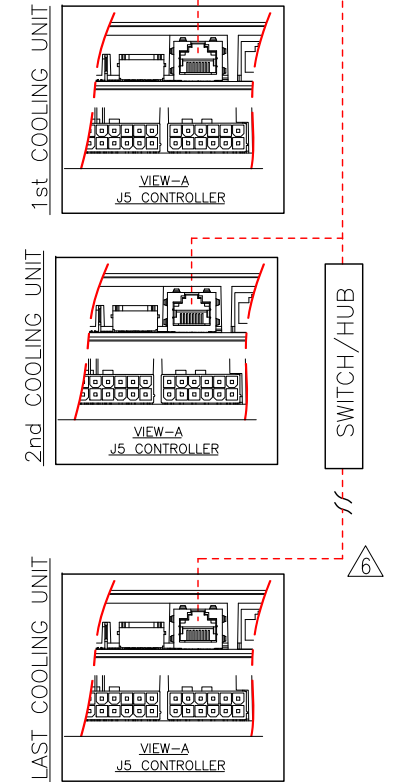 1st COOLING UNIT
VIEW-A
J5 CONTROLLER
2nd COOLING UNIT
VIEW-A
J5 CONTROLLER
SWITCH/HUB
6
LAST COOLING UNIT
VIEW-A
J5 CONTROLLER